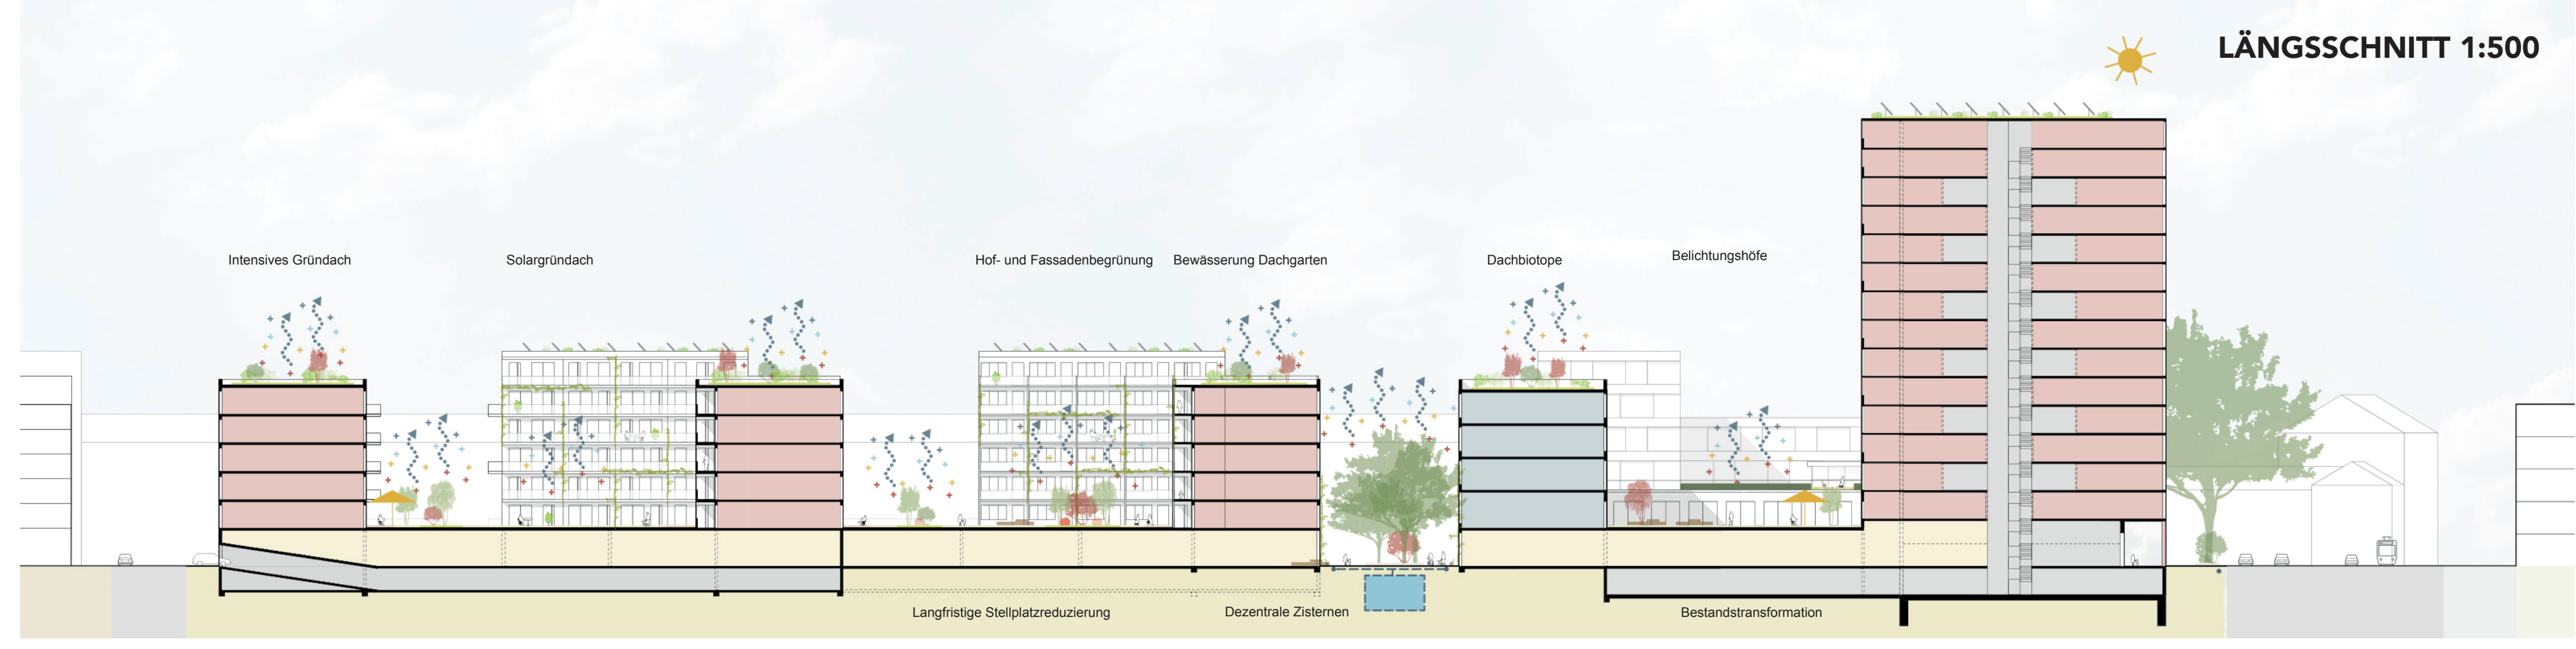 LÄNGSSCHNITT 1:500
Intensives Gründach
Solargründach
Hof- und Fassadenbegrünung
Bewässerung Dachgarten
Dachbiotope
Belichtungshöfe
Langfristige Stellplatzreduzierung
Dezentrale Zisternen
Bestandstransformation